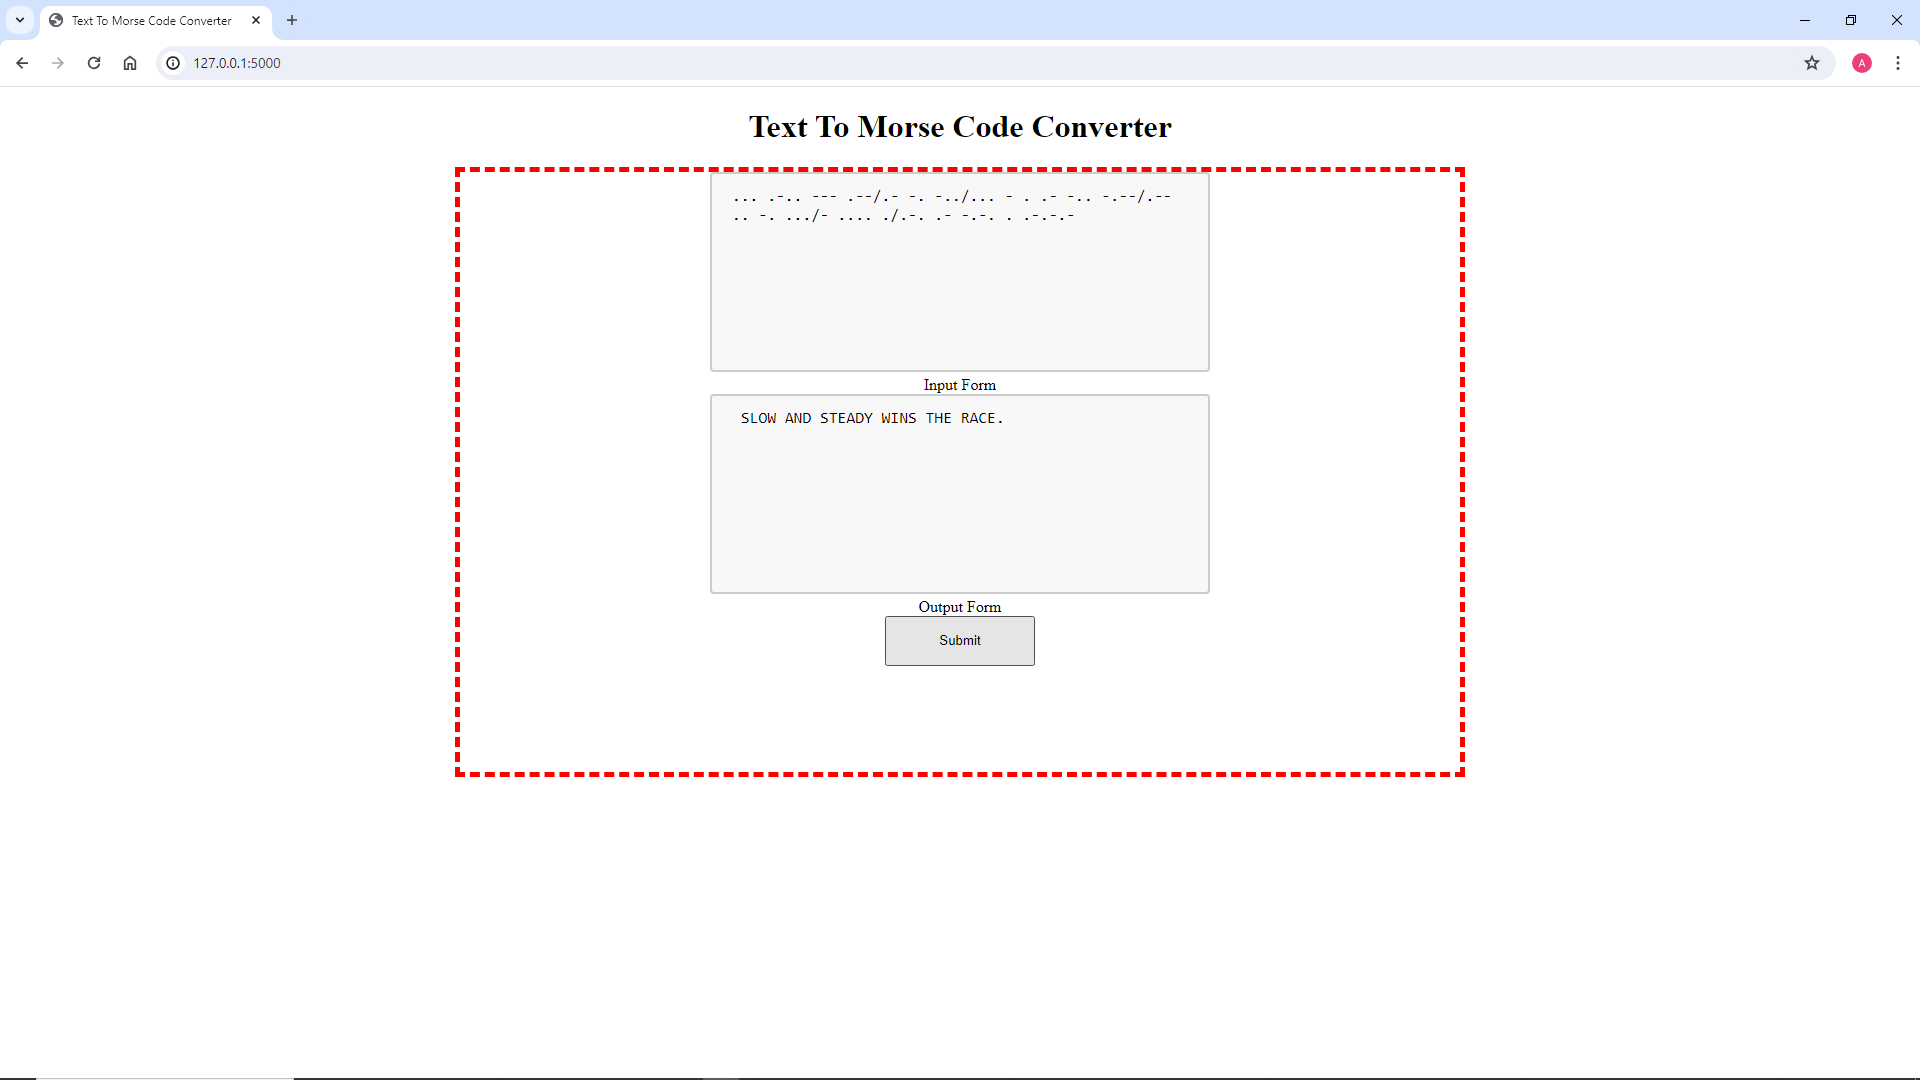 Text To Morse Code Converter
127.0.0.1:5000
A
Text To Morse Code Converter
... .-.. --- .--/.- -. -../... - . .- -.. -.--/.--
.. -. .../- .... ./.-. .- -.-. . .-.-.-
Input Form
SLOW AND STEADY WINS THE RACE.
Output Form
Submit